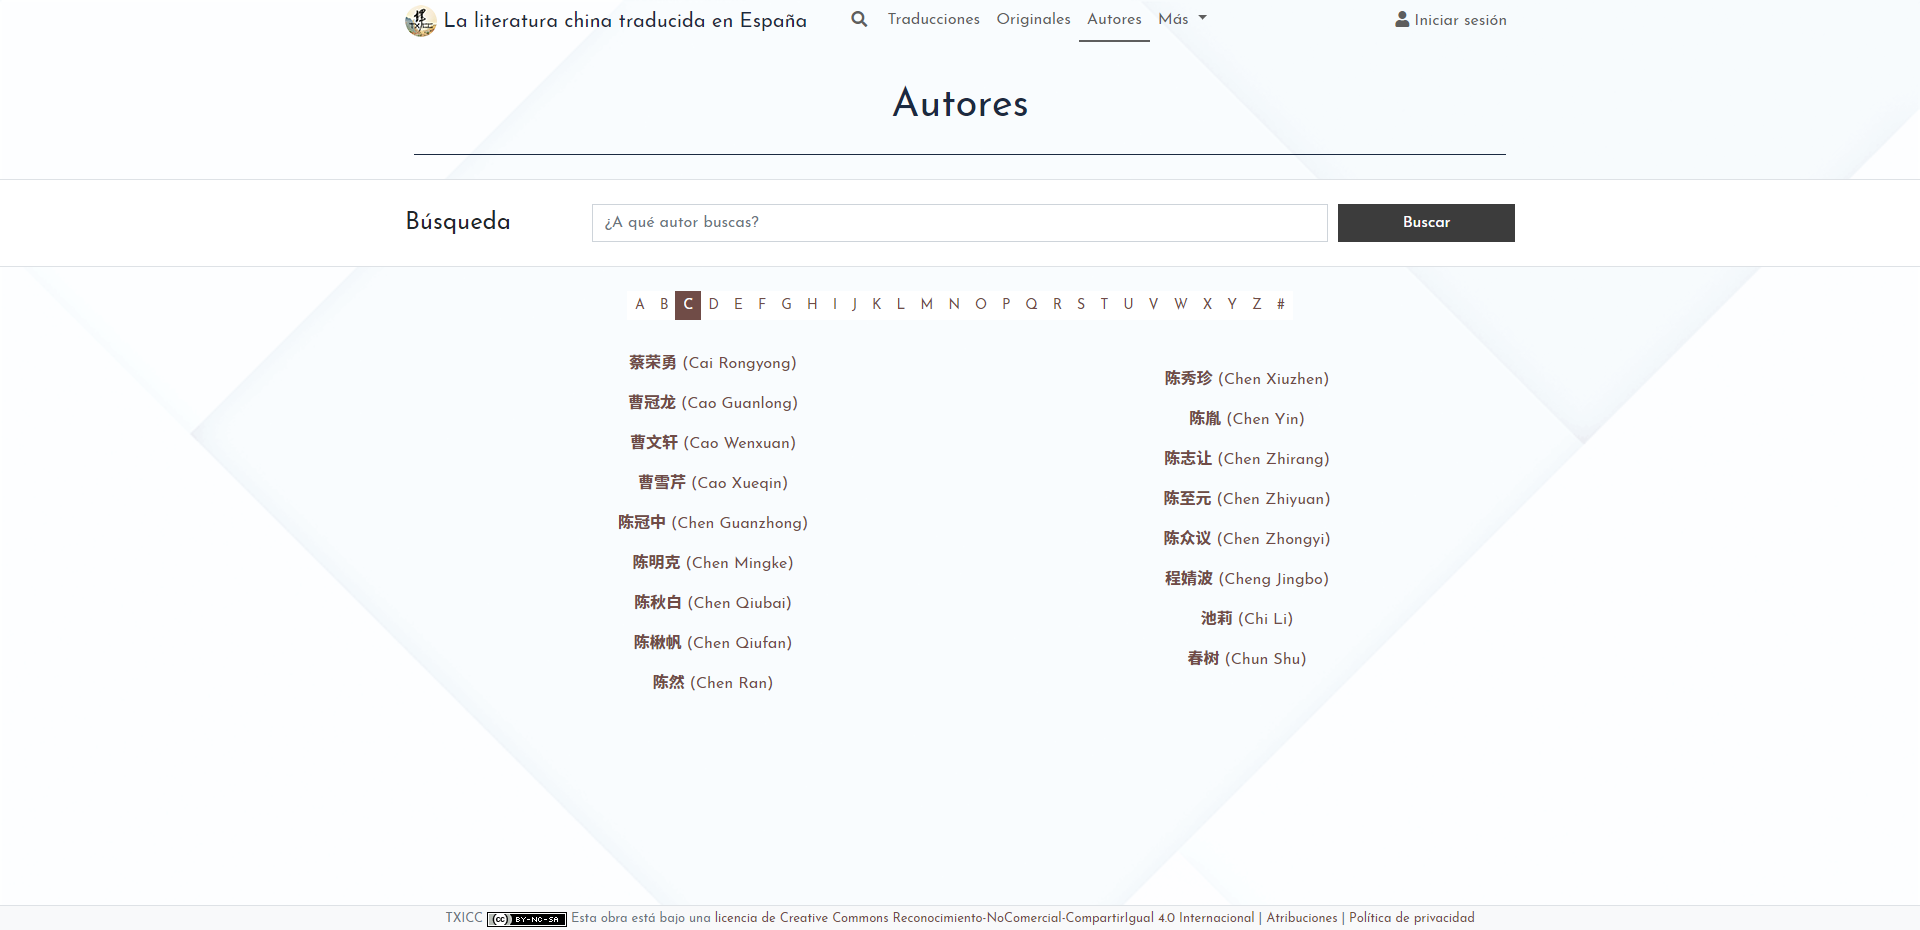 La literatura china traducida en España
Traducciones Originales Autores Más
Iniciar sesión
Autores
Búsqueda
¿A qué autor buscas?
Buscar
A B C D E F G H I J K L M N O P Q R S T U V W X Y Z #
蔡荣勇 (Cai Rongyong)
曹冠龙 (Cao Guanlong)
曹文轩 (Cao Wenxuan)
曹雪芹 (Cao Xueqin)
陈冠中 (Chen Guanzhong)
陈明克 (Chen Mingke)
陈秋白 (Chen Qiubai)
陈楸帆 (Chen Qiufan)
陈然 (Chen Ran)
陈秀珍 (Chen Xiuzhen)
陈胤 (Chen Yin)
陈志让 (Chen Zhirang)
陈至元 (Chen Zhiyuan)
陈众议 (Chen Zhongyi)
程婧波 (Cheng Jingbo)
池莉 (Chi Li)
春树 (Chun Shu)
TXICC (cc) BY-NC-SA Esta obra está bajo una licencia de Creative Commons Reconocimiento-NoComercial-CompartirIgual 4.0 Internacional | Atribuciones | Política de privacidad